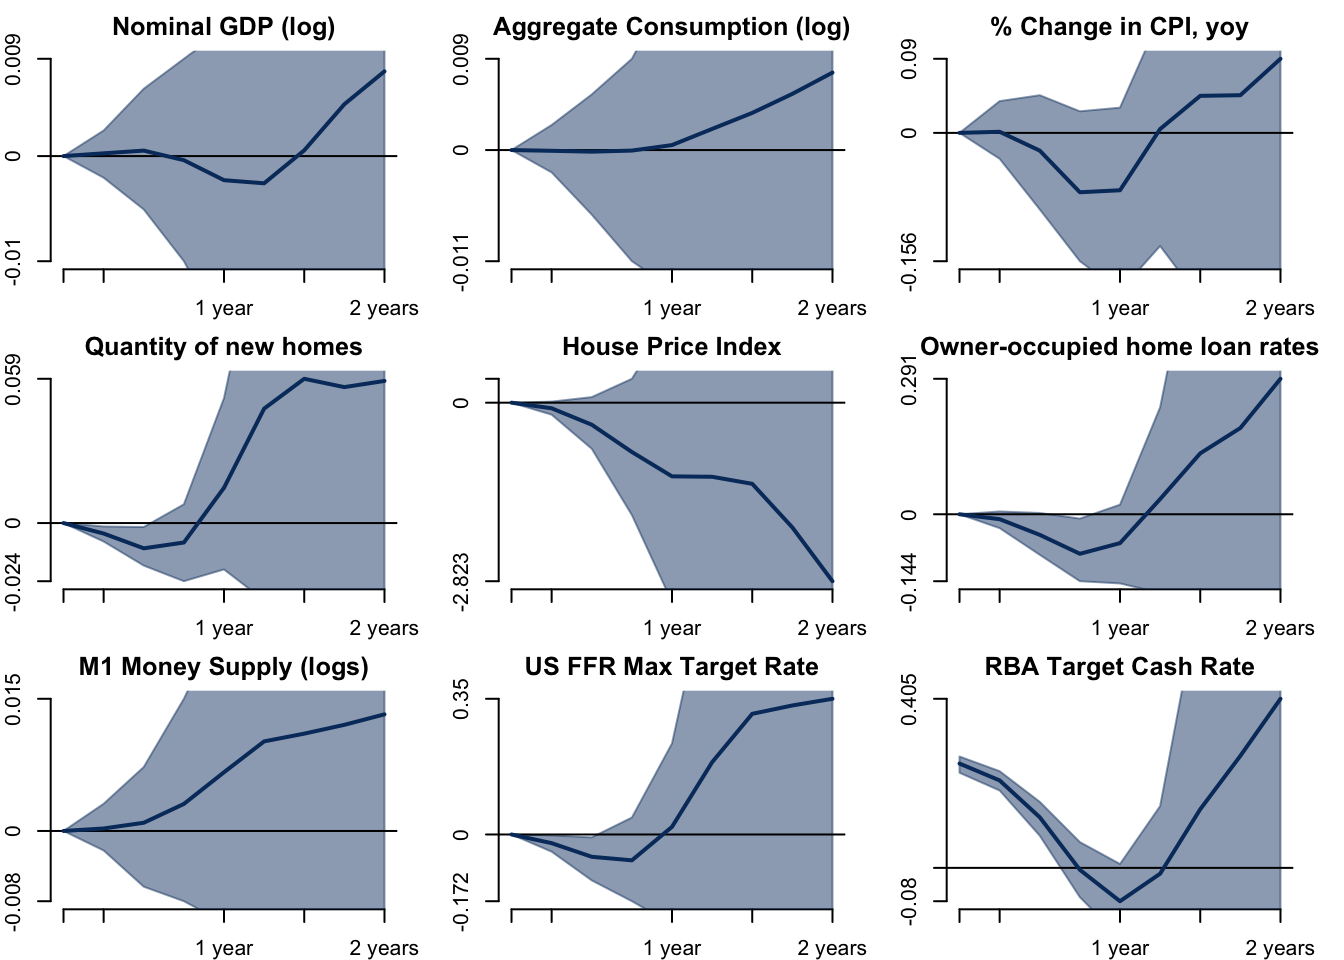 Nominal GDP (log)
0.009
0
-0.01
1 year
2 years
Aggregate Consumption (log)
0.009
0
-0.011
1 year
2 years
% Change in CPI, yoy
0.09
0
-0.156
1 year
2 years
Quantity of new homes
0.059
0
-0.024
1 year
2 years
House Price Index
0
-2.823
1 year
2 years
Owner-occupied home loan rates
0.291
0
-0.144
1 year
2 years
M1 Money Supply (logs)
0.015
0
-0.008
1 year
2 years
US FFR Max Target Rate
0.35
0
-0.172
1 year
2 years
RBA Target Cash Rate
0.405
-0.08
1 year
2 years